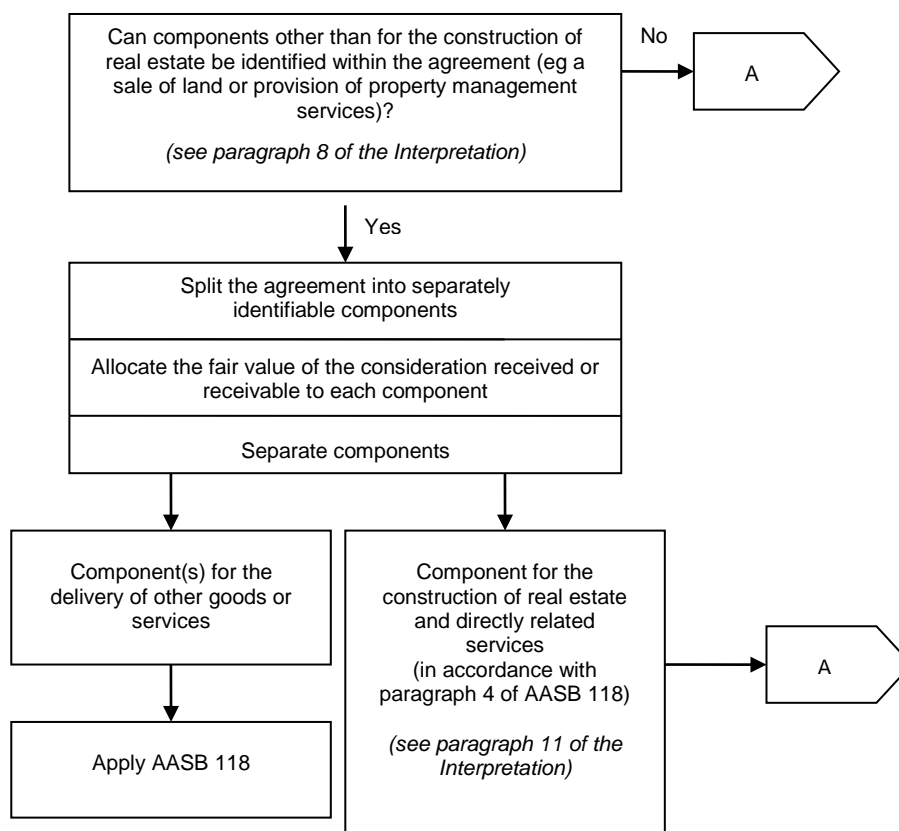 Can components other than for the construction of
real estate be identified within the agreement (eg a
sale of land or provision of property management
services)?
(see paragraph 8 of the Interpretation)
No
A
Yes
Split the agreement into separately
identifiable components
Allocate the fair value of the consideration received or
receivable to each component
Separate components
Component(s) for the
delivery of other goods or
services
Component for the
construction of real estate
and directly related
services
(in accordance with
paragraph 4 of AASB 118)
(see paragraph 11 of the
Interpretation)
A
Apply AASB 118